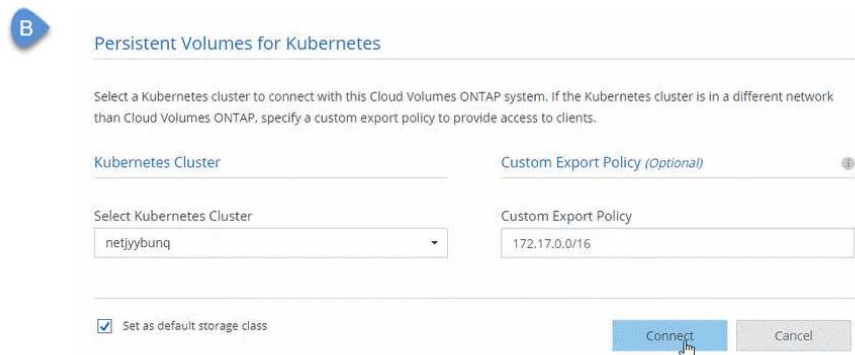 B
Persistent Volumes for Kubernetes
Select a Kubernetes cluster to connect with this Cloud Volumes ONTAP system. If the Kubernetes cluster is in a different network
than Cloud Volumes ONTAP, specify a custom export policy to provide access to clients.
Kubernetes Cluster
Custom Export Policy (Optional)
i
Select Kubernetes Cluster
Custom Export Policy
netjyybunq
172.17.0.0/16
Set as default storage class
Connect
Cancel